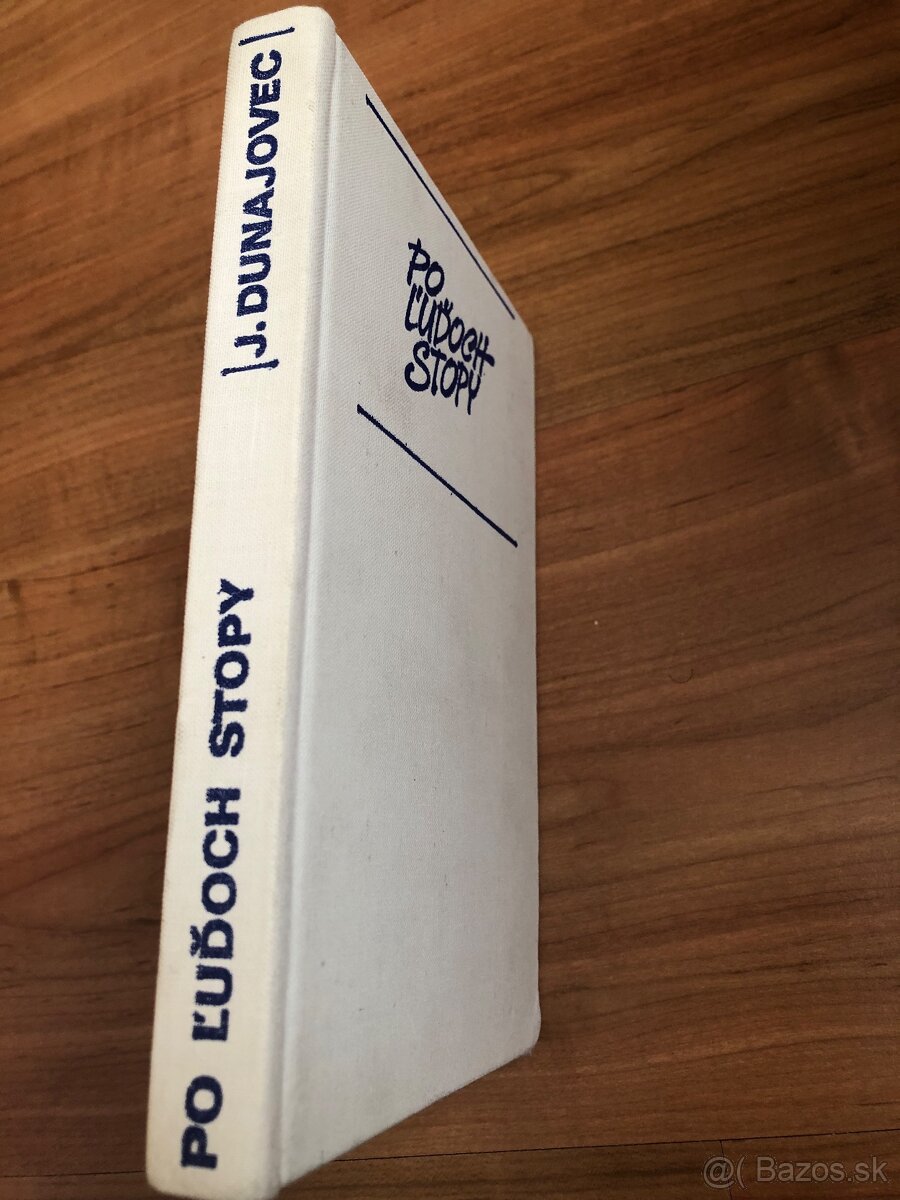 PO ĽUĎOCH STOPY
|J. DUNAJOVEC|
PO
ĽUĎOCH
STOPY
@( Bazos.sk